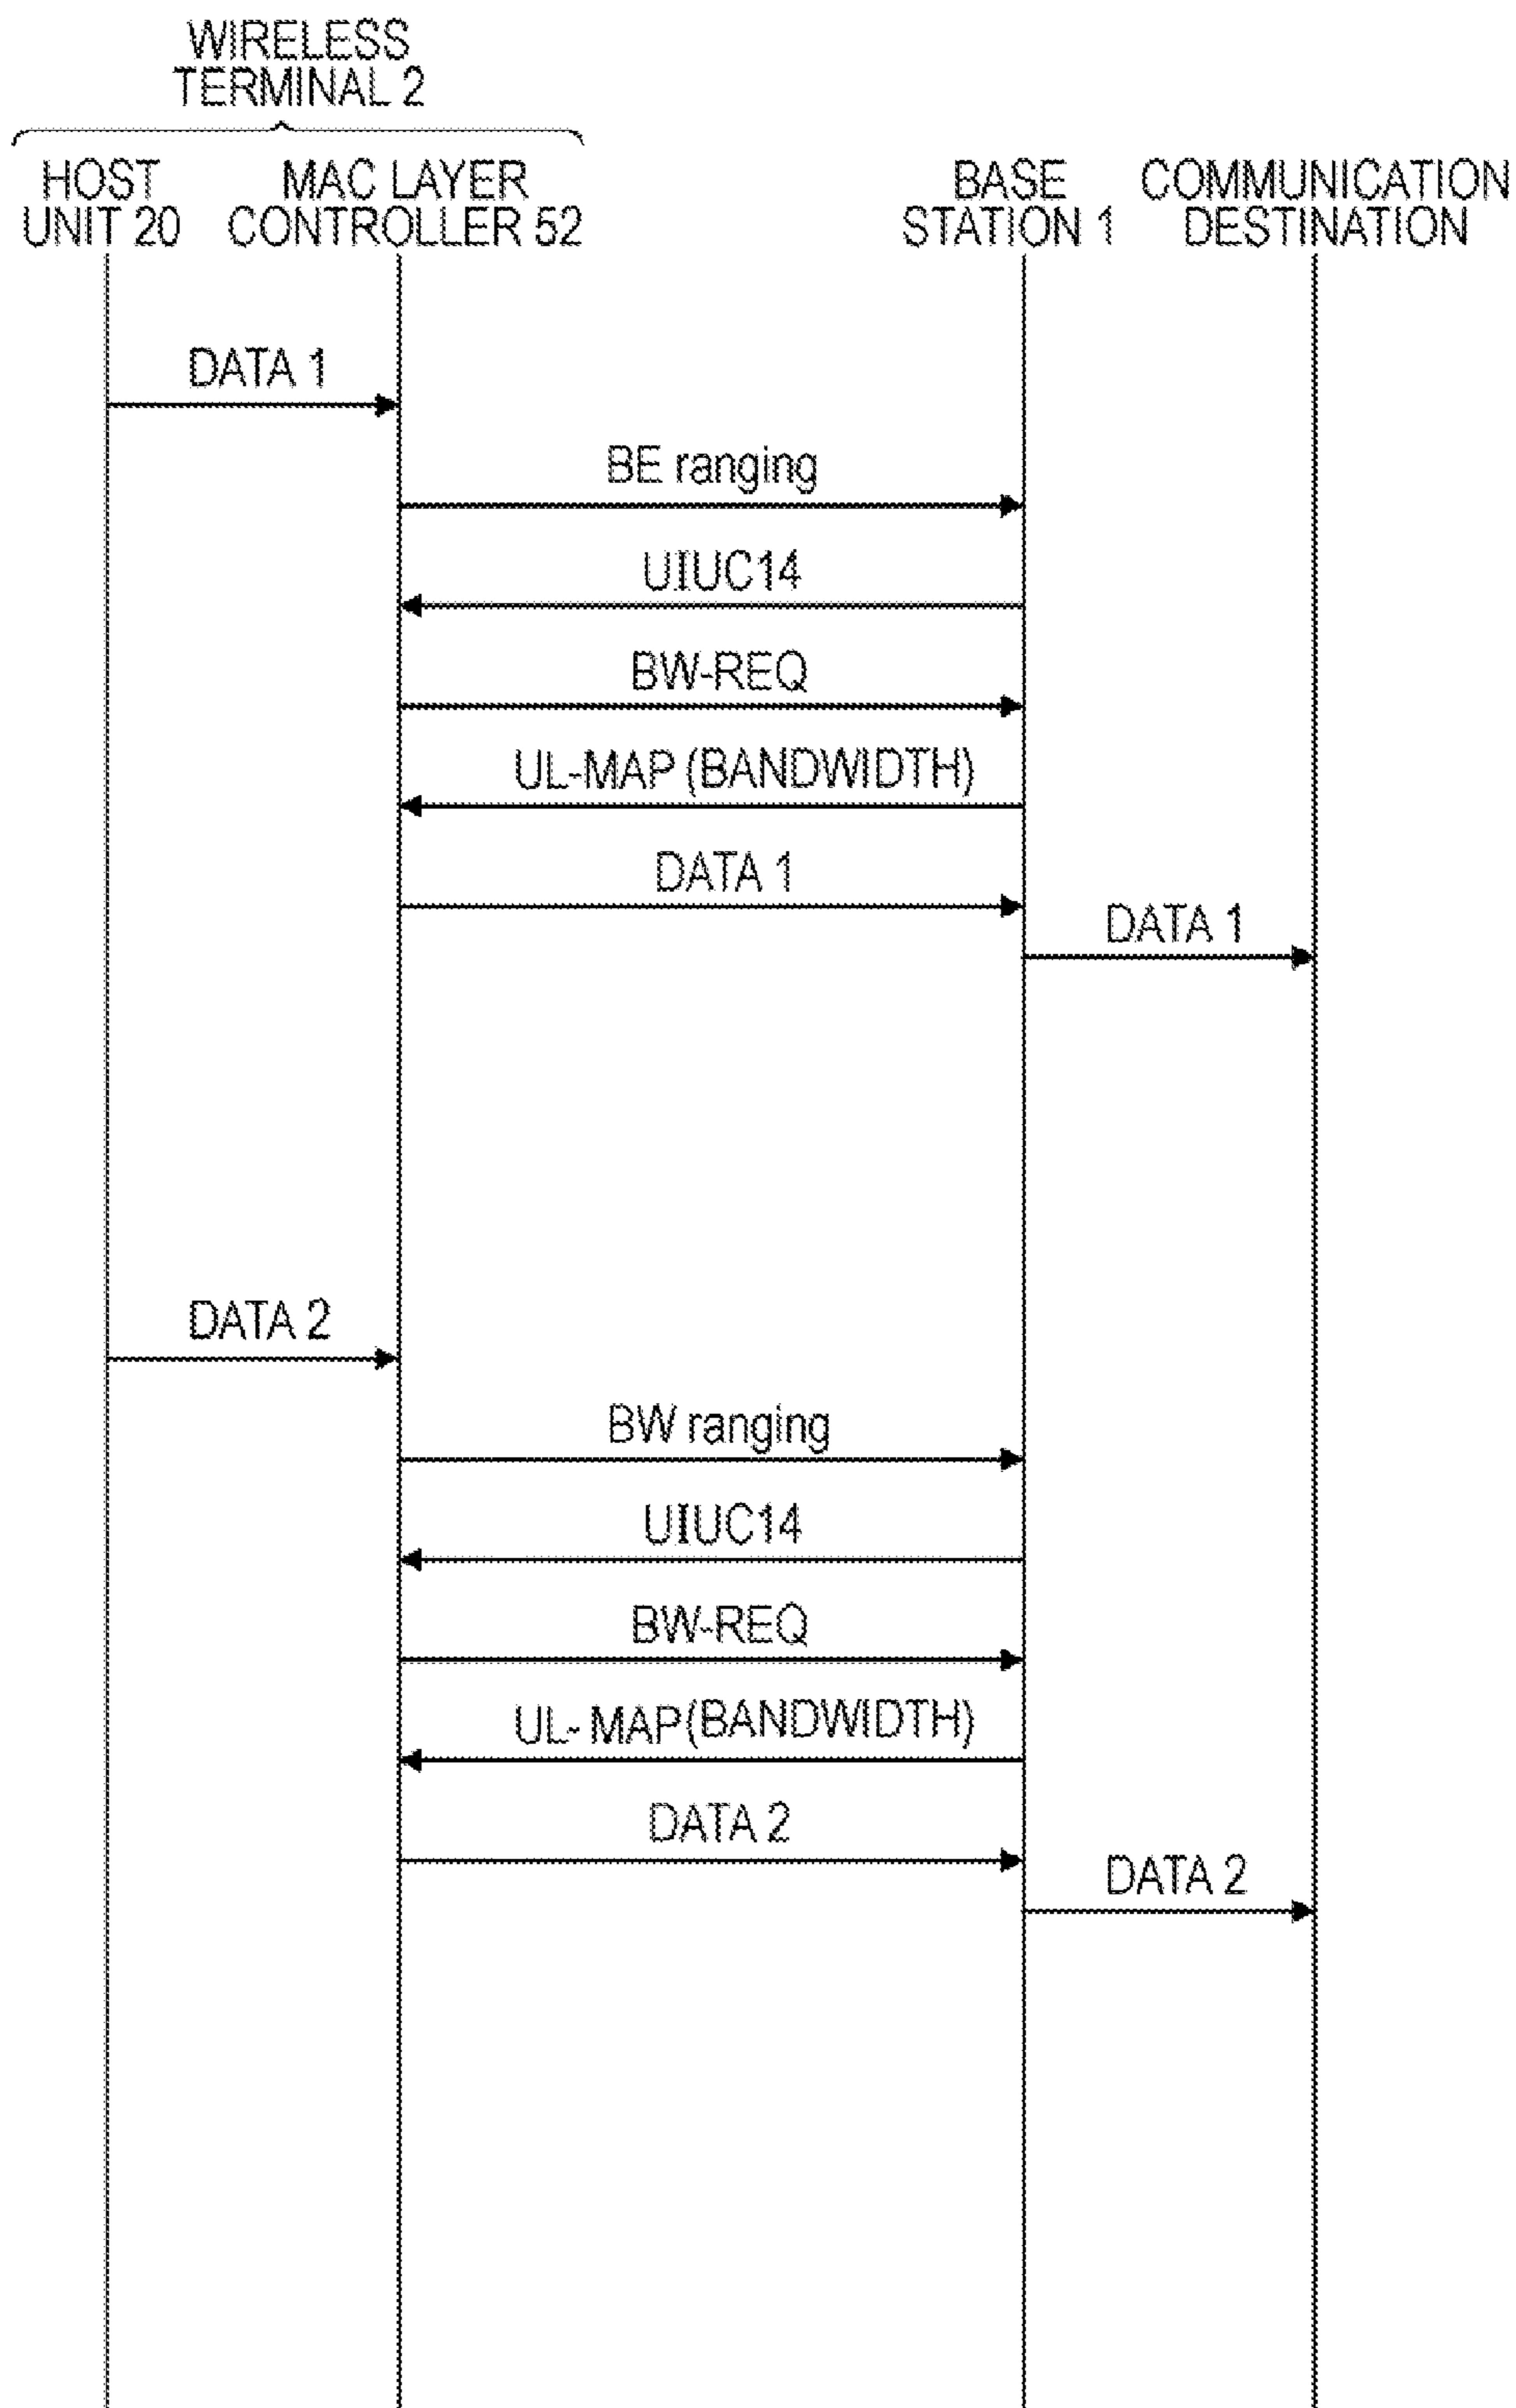 WIRELESS
TERMINAL 2
HOST
UNIT 20
MAC LAYER
CONTROLLER 52
BASE
STATION 1
COMMUNICATION
DESTINATION
DATA 1
BE ranging
UIUC14
BW-REQ
UL-MAP (BANDWIDTH)
DATA 1
DATA 1
DATA 2
BW ranging
UIUC14
BW-REQ
UL- MAP(BANDWIDTH)
DATA 2
DATA 2